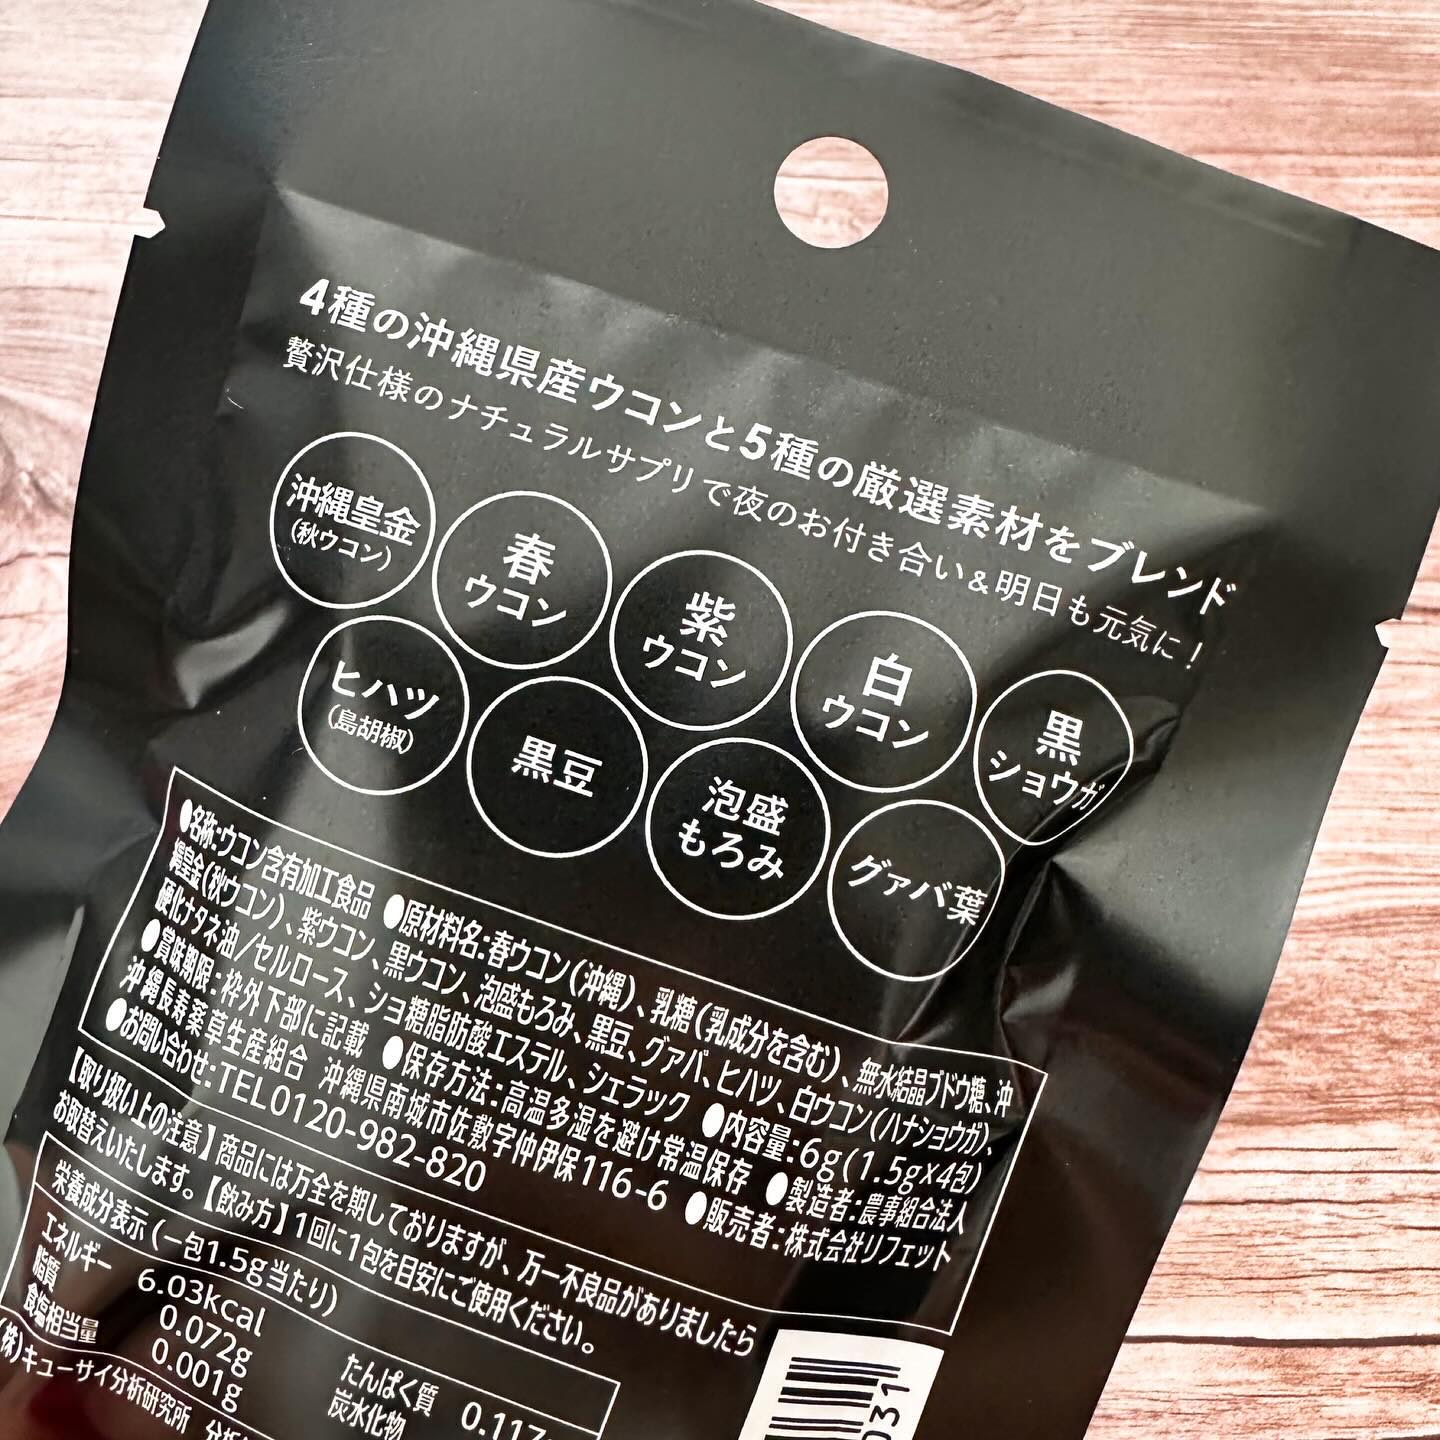 4種の沖縄県産ウコンと5種の厳選素材をブレンド
贅沢仕様のナチュラルサプリで夜のお付き合い＆明日も元気に！
沖縄皇金
(秋ウコン)
春
ウコン
紫
ウコン
白
ウコン
黒
ショウガ
ヒハツ
(島胡椒)
黒豆
泡盛
もろみ
グァバ葉
●名称:ウコン含有加工食品 ●原材料名:春ウコン(沖縄)、乳糖(乳成分を含む)、無水結晶ブドウ糖、沖
縄皇金(秋ウコン)、紫ウコン、黒ウコン、泡盛もろみ、黒豆、グァバ、ヒハツ、白ウコン(ハナショウガ)、
硬化ナタネ油/セルロース、ショ糖脂肪酸エステル、シェラック ●内容量:6g(1.5g×4包)
●賞味期限:枠外下部に記載 ●保存方法:高温多湿を避け常温保存 ●製造者:農事組合法人
沖縄長寿薬草生産組合 沖縄県南城市佐敷字仲伊保116-6 ●販売者:株式会社リフェット
●お問い合わせ:TEL0120-982-820
【取り扱い上の注意】商品には万全を期しておりますが、万一不良品がありましたら
お取替えいたします。【飲み方】1回に1包を目安にご使用ください。
栄養成分表示(一包1.5g当たり)
エネルギー 6.03kcal
脂質 0.072g たんぱく質 0.117
食塩相当量 0.001g 炭水化物
(株)キューサイ分析研究所
031